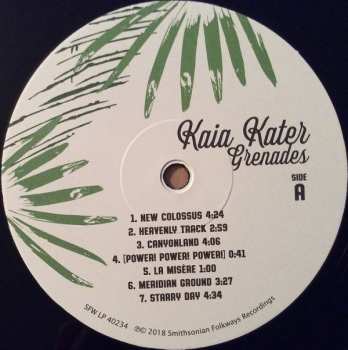 Kaia Kater
Grenades
SIDE
A
1. NEW COLOSSUS 4:24
2. HEAVENLY TRACK 2:59
3. CANYONLAND 4:06
4. [POWER! POWER! POWER!] 0:41
5. LA MISÈRE 1:00
6. MERIDIAN GROUND 3:27
7. STARRY DAY 4:34
SFW LP 40234 ℗© 2018 Smithsonian Folkways Recordings